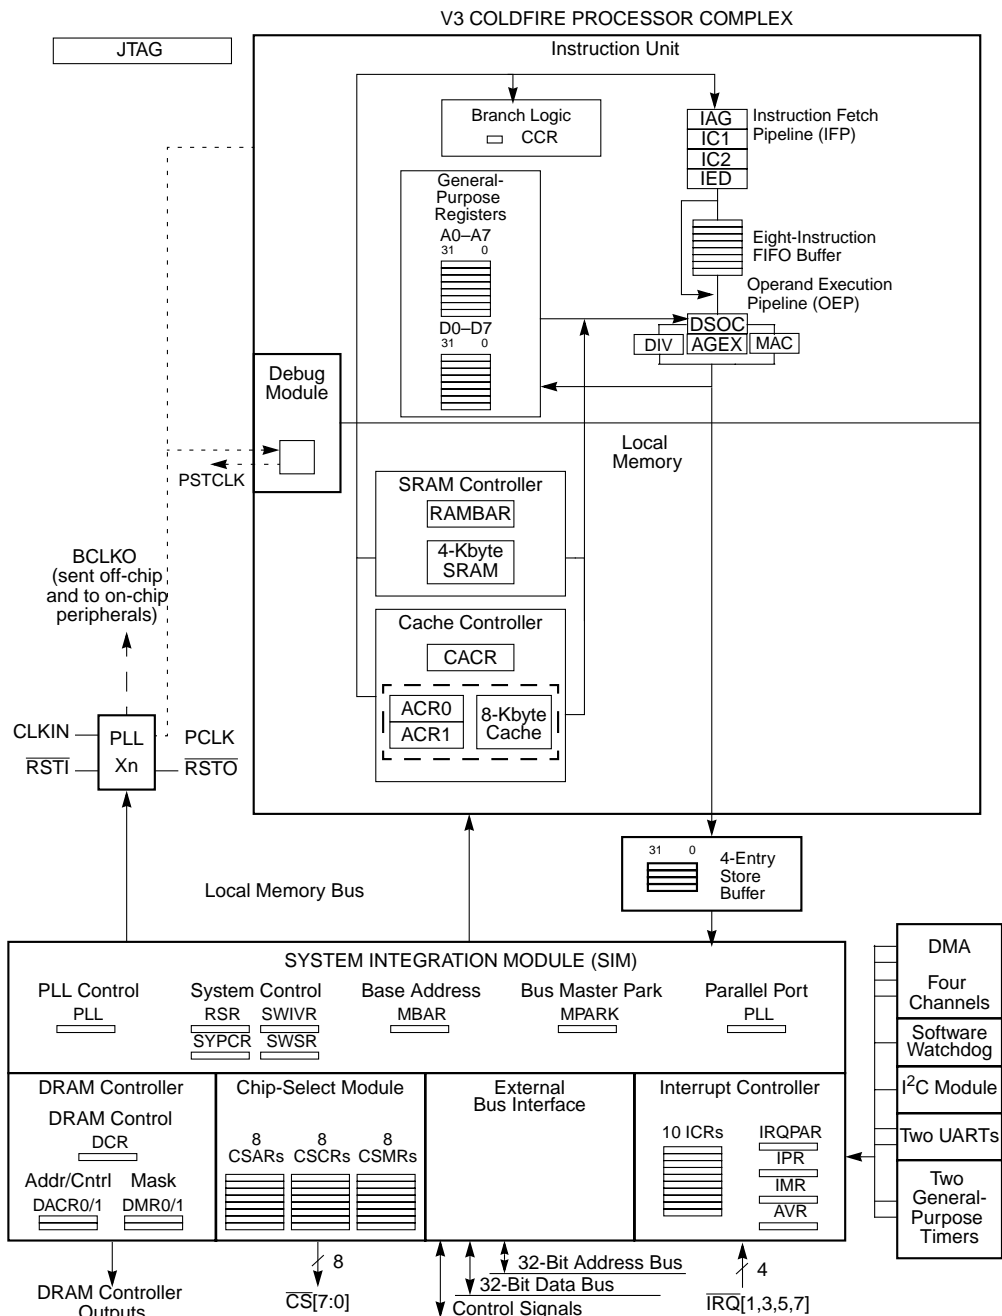 V3 COLDFIRE PROCESSOR COMPLEX
JTAG
Instruction Unit
Branch Logic
CCR
IAG
IC1
IC2
IED
Instruction Fetch
Pipeline (IFP)
General-
Purpose
Registers
A0–A7
31 0
D0–D7
31 0
Eight-Instruction
FIFO Buffer
Operand Execution
Pipeline (OEP)
DSOC
DIV
AGEX
MAC
Debug
Module
PSTCLK
Local
Memory
SRAM Controller
RAMBAR
4-Kbyte
SRAM
BCLKO
(sent off-chip
and to on-chip
peripherals)
Cache Controller
CACR
ACR0
ACR1
8-Kbyte
Cache
CLKIN
RSTI
PLL
Xn
PCLK
RSTO
31 0
4-Entry
Store
Buffer
Local Memory Bus
SYSTEM INTEGRATION MODULE (SIM)
PLL Control
PLL
System Control
RSR SWIVR
SYPCR SWSR
Base Address
MBAR
Bus Master Park
MPARK
Parallel Port
PLL
DMA
Four
Channels
Software
Watchdog
I2C Module
Two UARTs
Two
General-
Purpose
Timers
DRAM Controller
DRAM Control
DCR
Addr/Cntrl Mask
DACR0/1 DMR0/1
Chip-Select Module
8 8 8
CSARs CSCRs CSMRs
External
Bus Interface
Interrupt Controller
10 ICRs
IRQPAR
IPR
IMR
AVR
DRAM Controller
Outputs
8
CS[7:0]
32-Bit Address Bus
32-Bit Data Bus
Control Signals
4
IRQ[1,3,5,7]